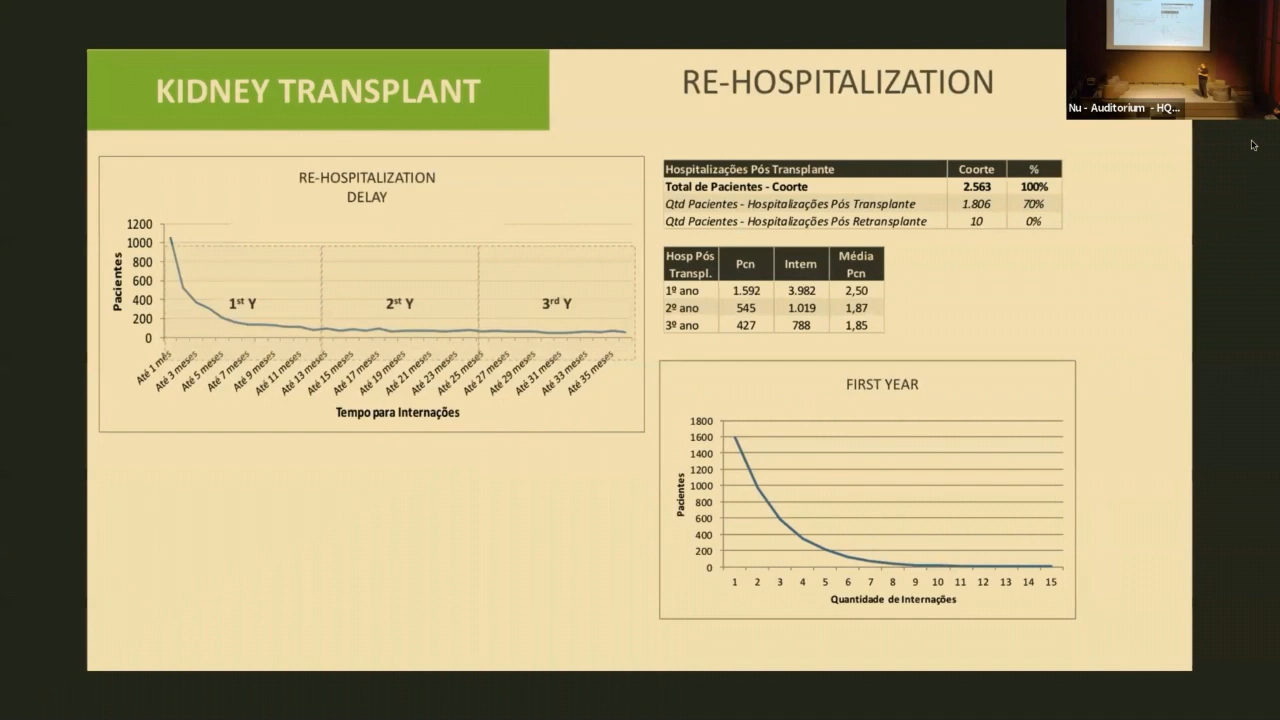 KIDNEY TRANSPLANT
RE-HOSPITALIZATION
Nu - Auditorium - HQ...
RE-HOSPITALIZATION
DELAY
1200
1000
800
600
400
200
0
Pacientes
1st Y
2st Y
3rd Y
Até 1 mês
Até 3 meses
Até 5 meses
Até 7 meses
Até 9 meses
Até 11 meses
Até 13 meses
Até 15 meses
Até 17 meses
Até 19 meses
Até 21 meses
Até 23 meses
Até 25 meses
Até 27 meses
Até 29 meses
Até 31 meses
Até 33 meses
Até 35 meses
Tempo para Internações
Hospitalizações Pós Transplante Coorte %
Total de Pacientes - Coorte 2.563 100%
Qtd Pacientes - Hospitalizações Pós Transplante 1.806 70%
Qtd Pacientes - Hospitalizações Pós Retransplante 10 0%
Hosp Pós Transpl. Pcn Intern Média Pcn
1º ano 1.592 3.982 2,50
2º ano 545 1.019 1,87
3º ano 427 788 1,85
FIRST YEAR
1800
1600
1400
1200
1000
800
600
400
200
0
Pacientes
1 2 3 4 5 6 7 8 9 10 11 12 13 14 15
Quantidade de Internações